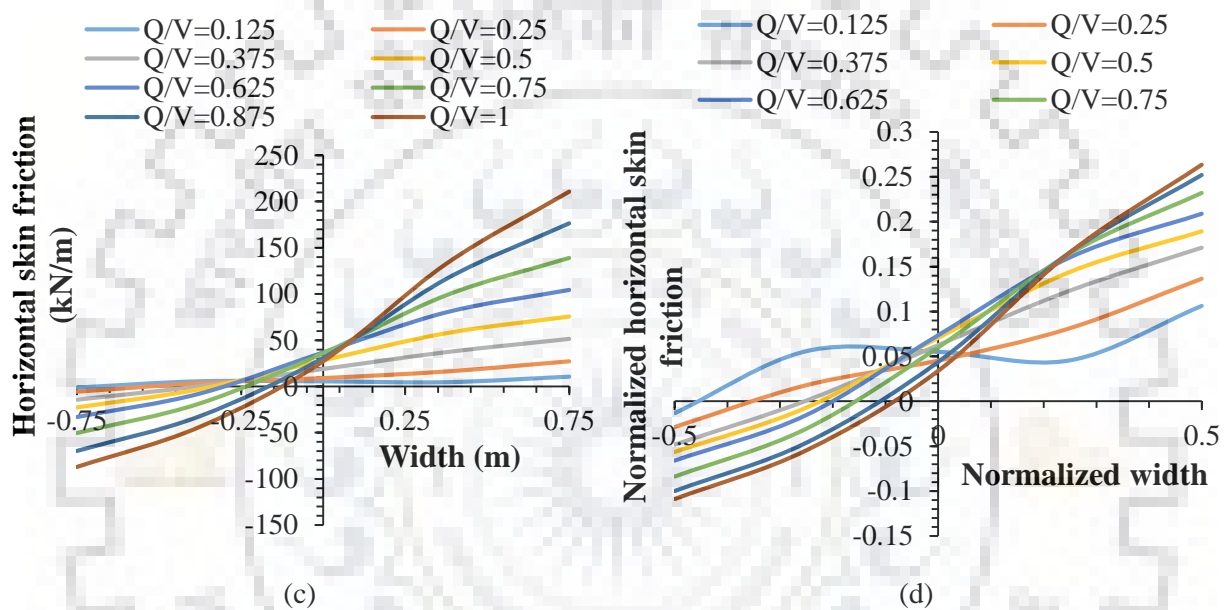 Q/V=0.125 Q/V=0.25
Q/V=0.375 Q/V=0.5
Q/V=0.625 Q/V=0.75
Q/V=0.875 Q/V=1
Horizontal skin friction
(kN/m)
250
200
150
100
50
0
-50
-100
-150
-0.75 -0.25 0.25 0.75
Width (m)
(c)
Q/V=0.125 Q/V=0.25
Q/V=0.375 Q/V=0.5
Q/V=0.625 Q/V=0.75
Normalized horizontal skin
friction
0.3
0.25
0.2
0.15
0.1
0.05
0
-0.05
-0.1
-0.15
-0.5 0 0.5
Normalized width
(d)